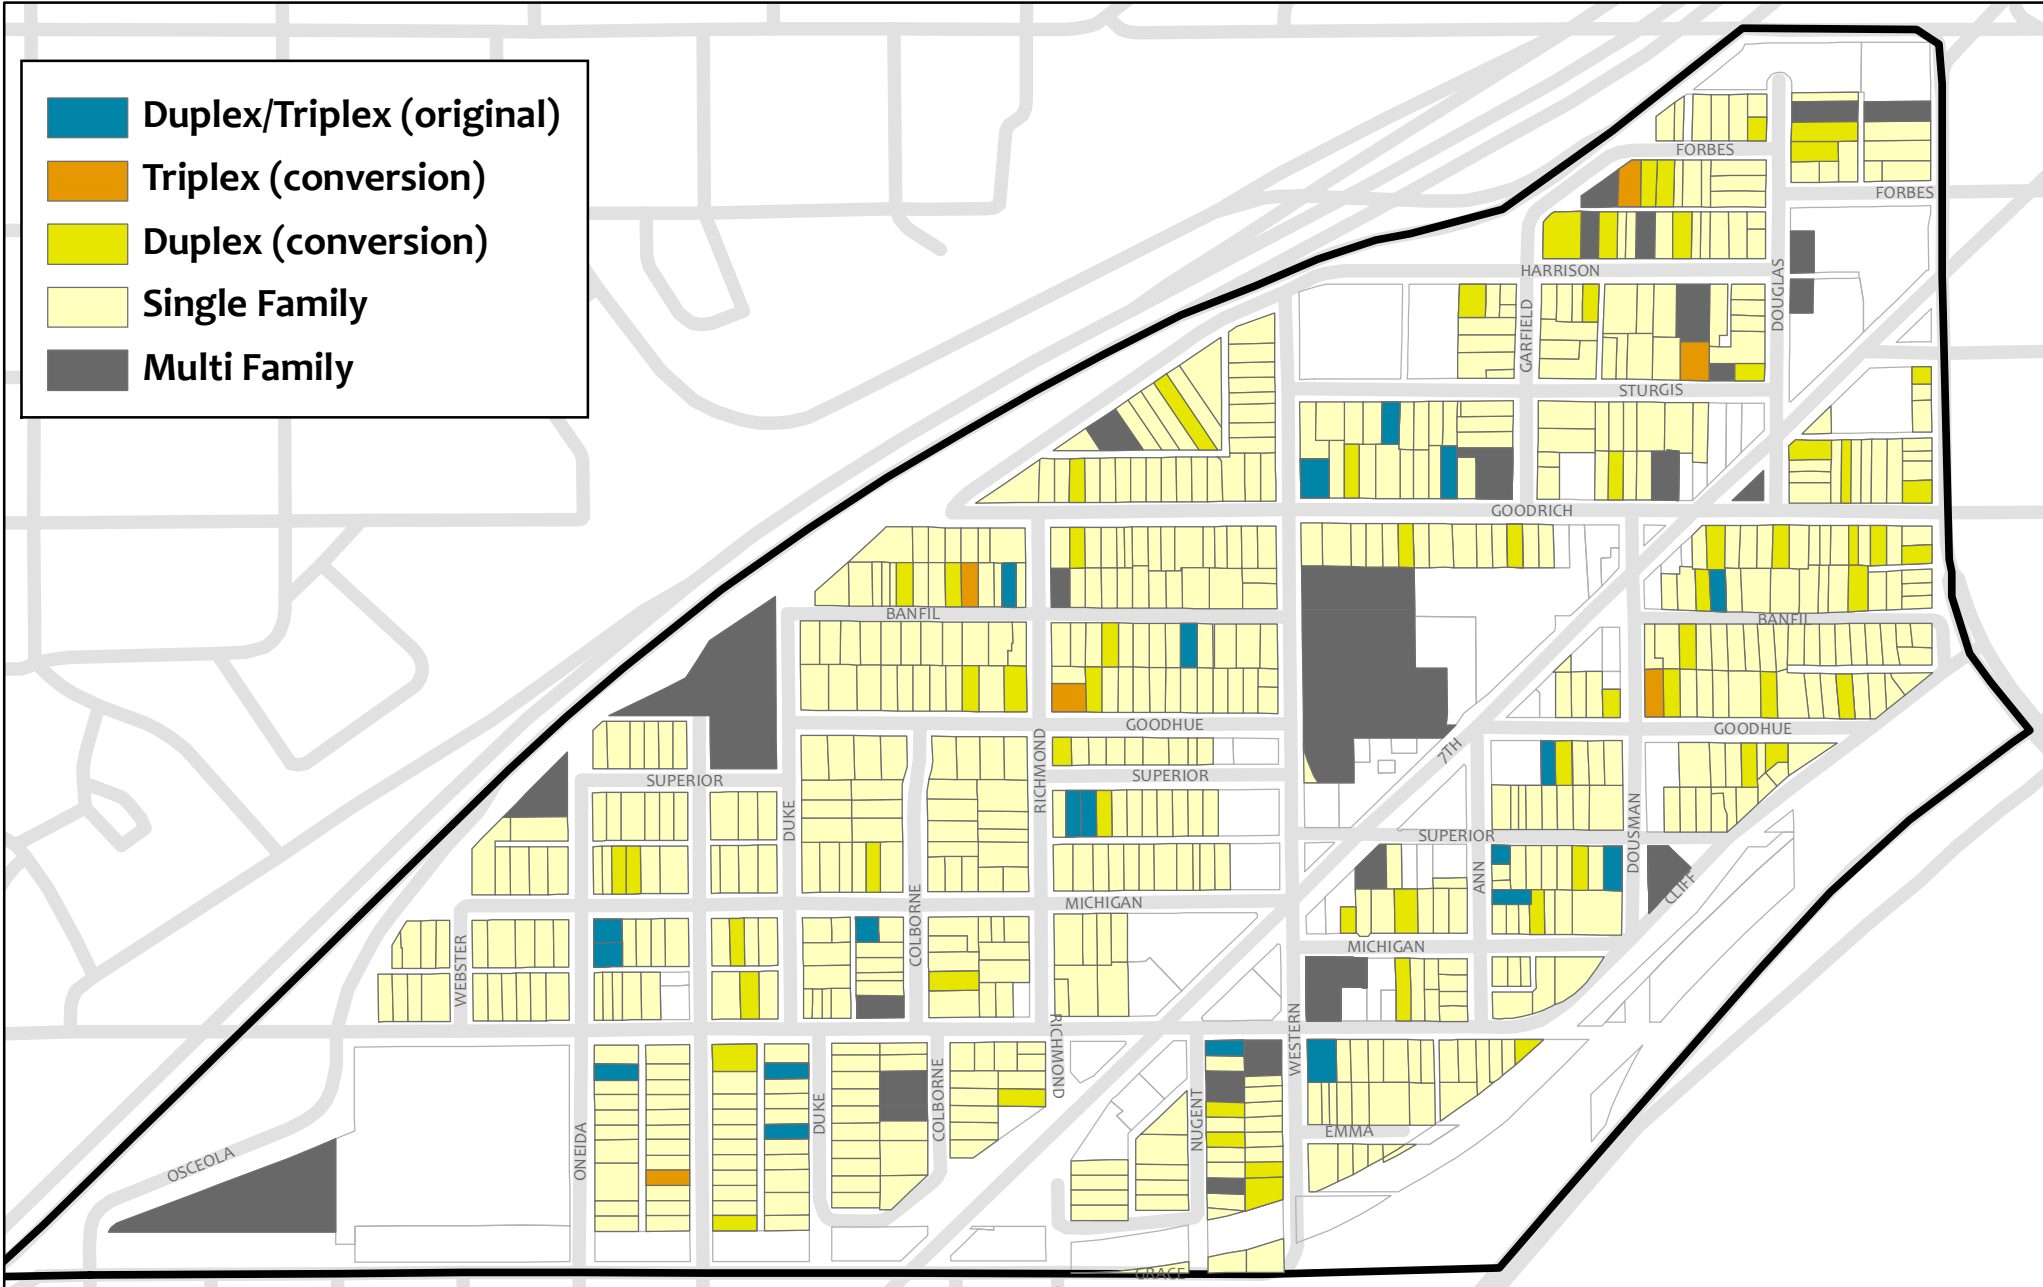 Duplex/Triplex (original)
Triplex (conversion)
Duplex (conversion)
Single Family
Multi Family
FORBES
FORBES
HARRISON
DOUGLAS
GARFIELD
STURGIS
GOODRICH
BANFIL
BANFIL
GOODHUE
GOODHUE
7TH
RICHMOND
SUPERIOR
SUPERIOR
DUKE
DOUSMAN
SUPERIOR
ANN
CLIFF
COLBORNE
MICHIGAN
WEBSTER
MICHIGAN
WESTERN
RICHMOND
COLBORNE
DUKE
NUGENT
EMMA
ONEIDA
OSCEOLA
GRACE